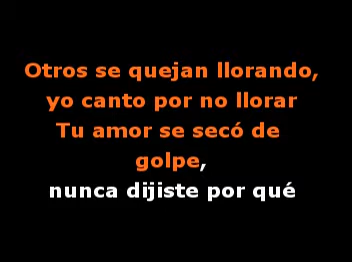 Otros se quejan llorando,
yo canto por no llorar
Tu amor se secó de
golpe,
nunca dijiste por qué